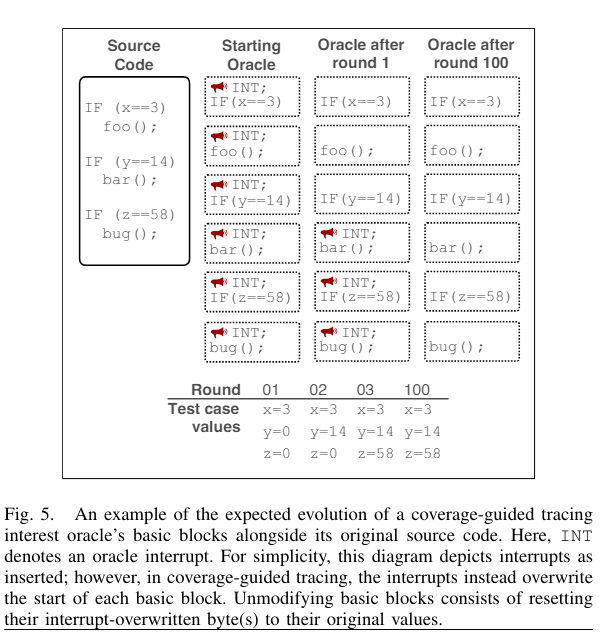 Source Code
Starting Oracle
Oracle after round 1
Oracle after round 100
IF (x==3)
foo();
IF (y==14)
bar();
IF (z==58)
bug();
INT;
IF(x==3)
IF(x==3)
IF(x==3)
INT;
foo();
foo();
foo();
INT;
IF(y==14)
IF(y==14)
IF(y==14)
INT;
bar();
INT;
bar();
bar();
INT;
IF(z==58)
INT;
IF(z==58)
IF(z==58)
INT;
bug();
INT;
bug();
bug();
Round 01 02 03 100
Test case values
x=3 x=3 x=3 x=3
y=0 y=14 y=14 y=14
z=0 z=0 z=58 z=58
Fig. 5. An example of the expected evolution of a coverage-guided tracing
interest oracle's basic blocks alongside its original source code. Here, INT
denotes an oracle interrupt. For simplicity, this diagram depicts interrupts as
inserted; however, in coverage-guided tracing, the interrupts instead overwrite
the start of each basic block. Unmodifying basic blocks consists of resetting
their interrupt-overwritten byte(s) to their original values.